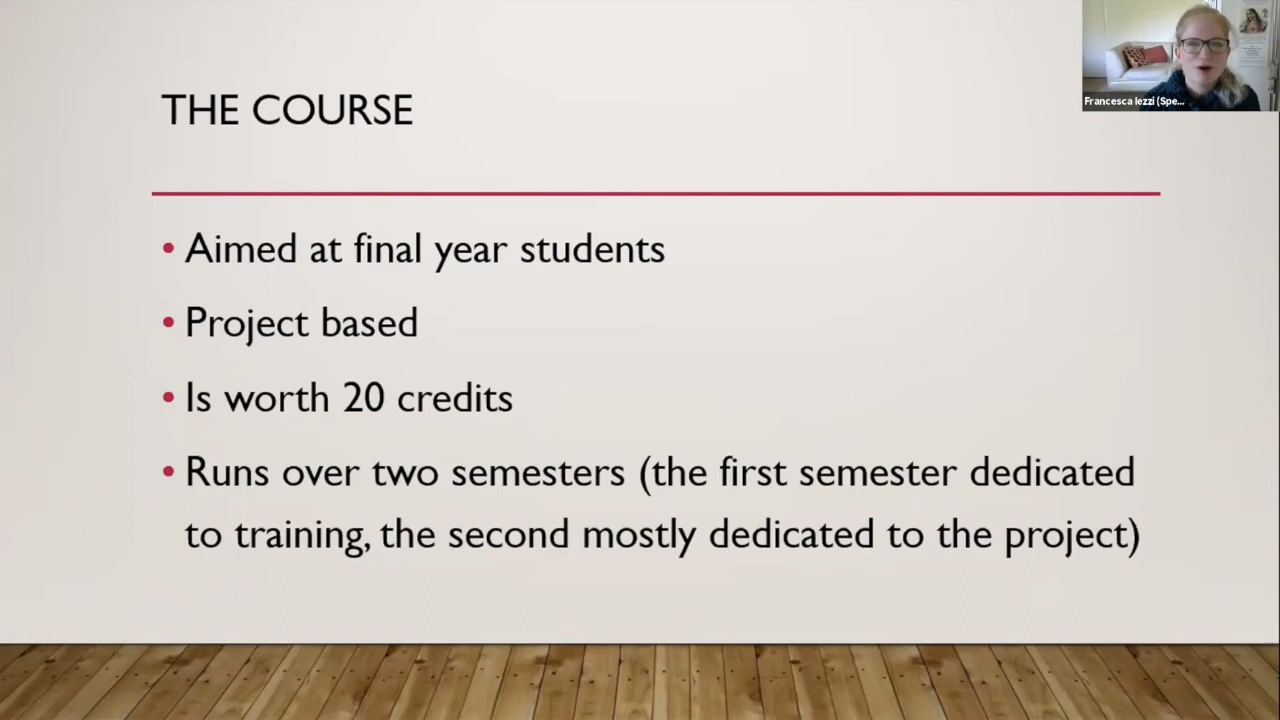 THE COURSE
Francesca Iezzi (Spe...
• Aimed at final year students
• Project based
• Is worth 20 credits
• Runs over two semesters (the first semester dedicated
to training, the second mostly dedicated to the project)